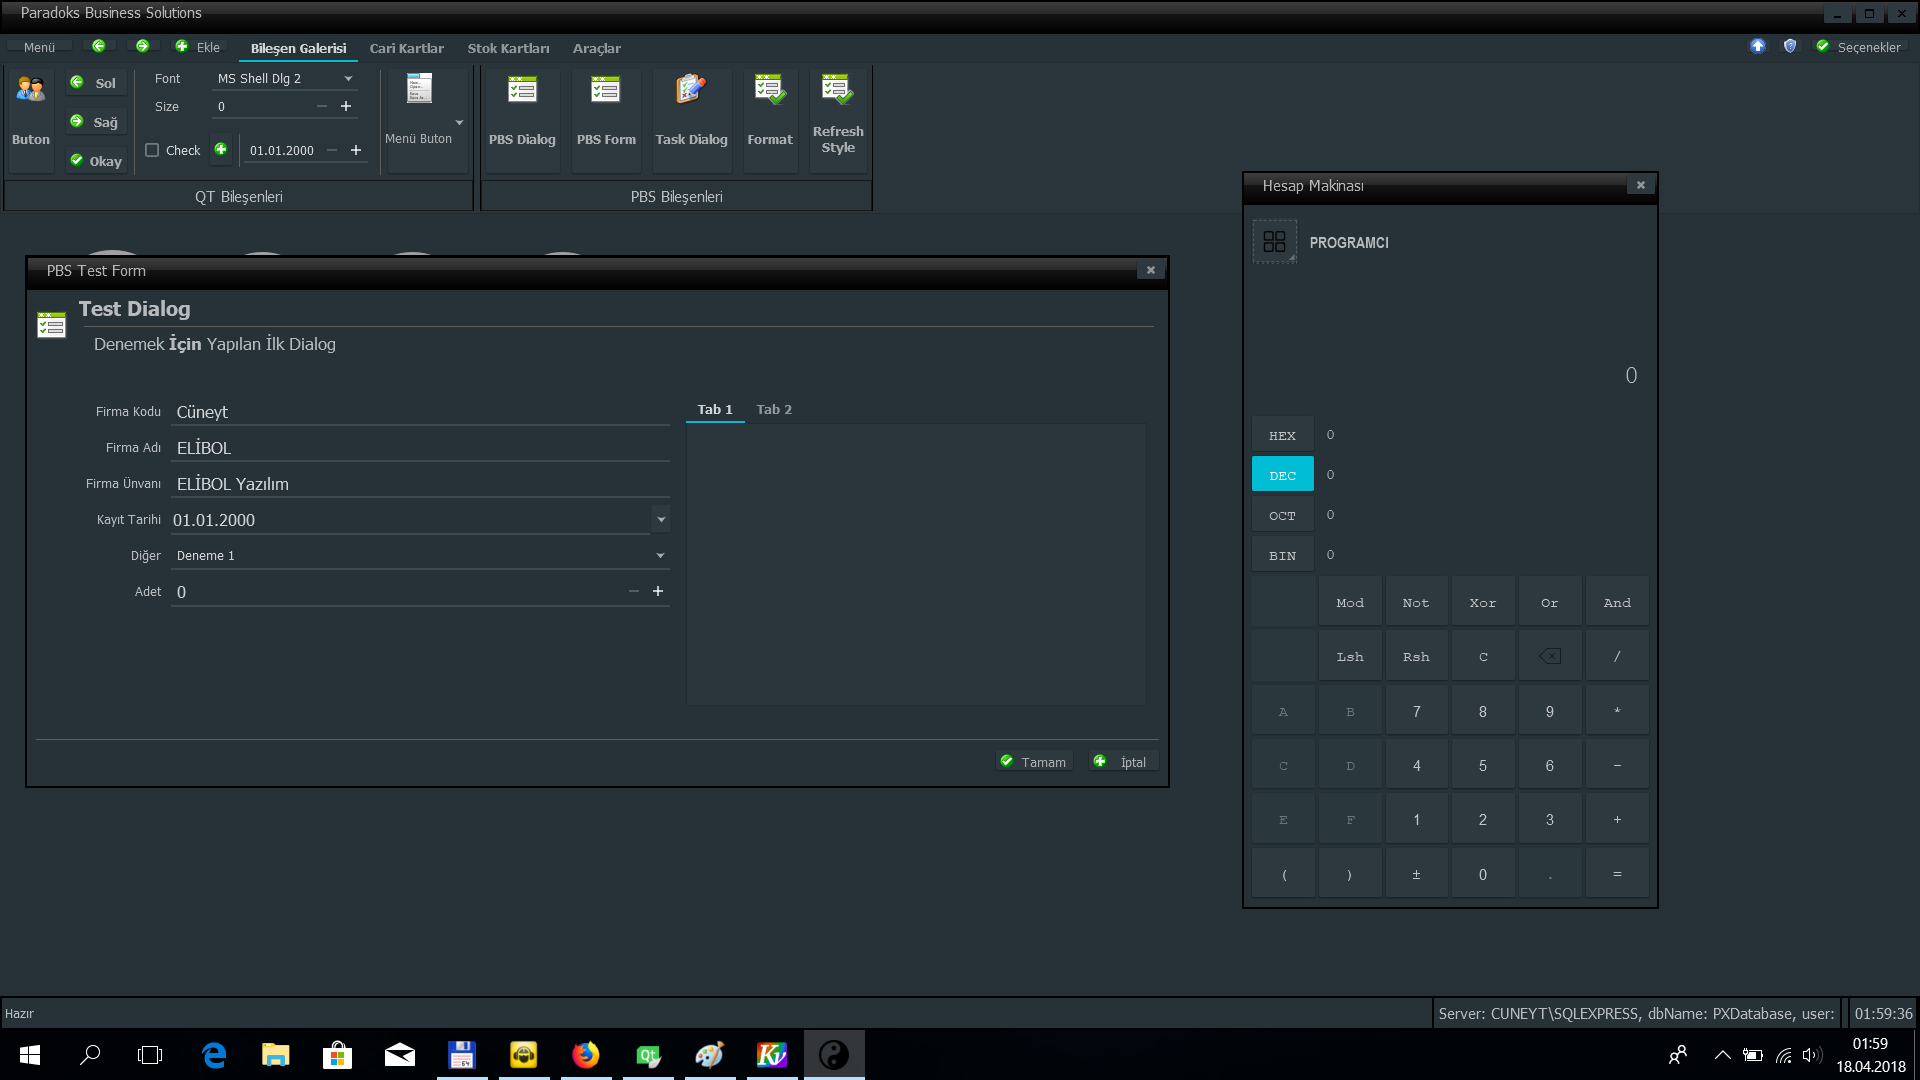 Paradoks Business Solutions
Menü
Ekle
Bileşen Galerisi
Cari Kartlar
Stok Kartları
Araçlar
Seçenekler
Buton
Sol
Sağ
Okay
Font
MS Shell Dlg 2
Size
0
Check
01.01.2000
Menü Buton
PBS Dialog
PBS Form
Task Dialog
Format
Refresh
Style
QT Bileşenleri
PBS Bileşenleri
PBS Test Form
Test Dialog
Denemek İçin Yapılan İlk Dialog
Firma Kodu
Cüneyt
Firma Adı
ELİBOL
Firma Ünvanı
ELİBOL Yazılım
Kayıt Tarihi
01.01.2000
Diğer
Deneme 1
Adet
0
Tab 1
Tab 2
Tamam
İptal
Hesap Makinası
PROGRAMCI
0
HEX 0
DEC 0
OCT 0
BIN 0
Mod Not Xor Or And
Lsh Rsh C /
A B 7 8 9 *
C D 4 5 6 −
E F 1 2 3 +
( ) ± 0 . =
Hazır
Server: CUNEYT\SQLEXPRESS, dbName: PXDatabase, user:
01:59:36
64
Qt
Kv
01:59
18.04.2018